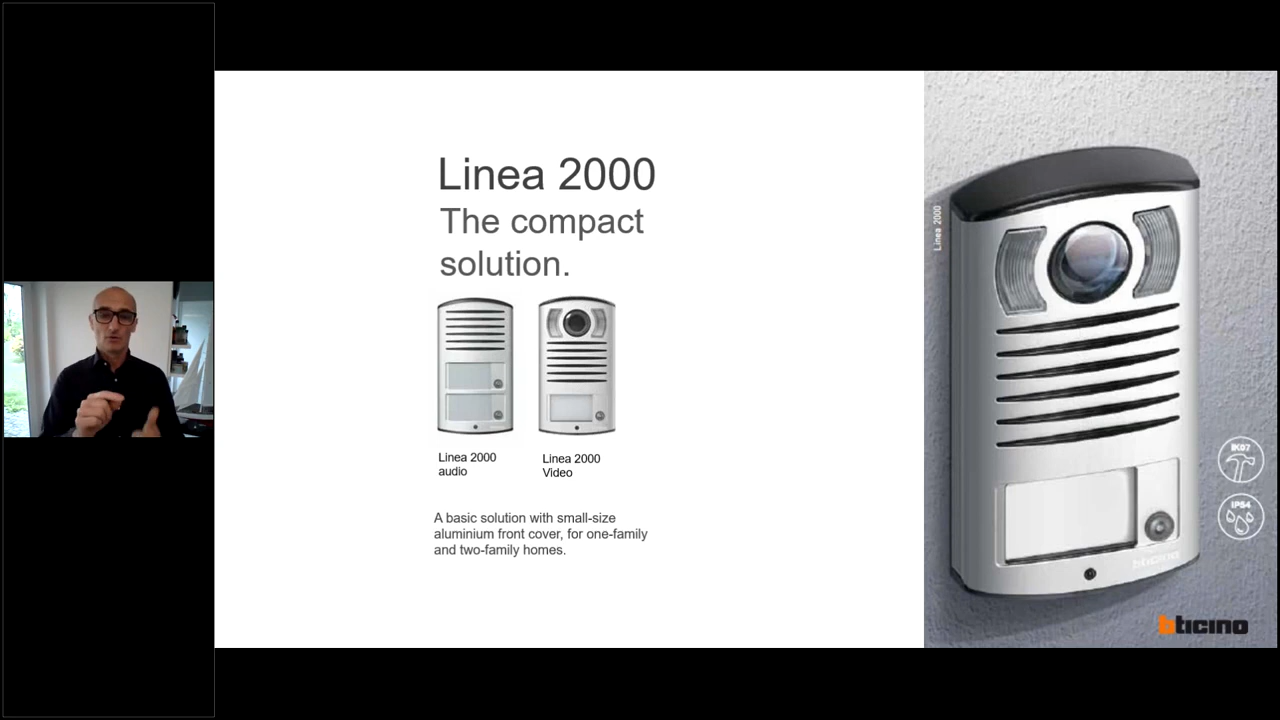 Linea 2000
The compact
solution.
Linea 2000
audio
Linea 2000
Video
A basic solution with small-size
aluminium front cover, for one-family
and two-family homes.
Linea 2000
IK07
IP54
bticino
bticino